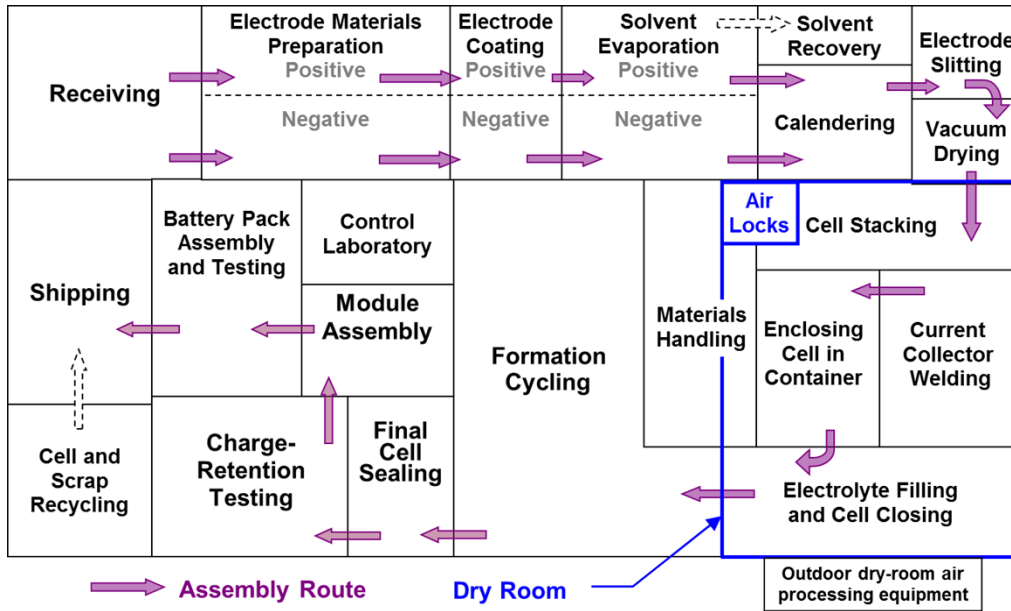 Receiving
Electrode Materials
Preparation
Positive
Negative
Electrode
Coating
Positive
Negative
Solvent
Evaporation
Positive
Negative
Solvent
Recovery
Calendering
Electrode
Slitting
Vacuum
Drying
Shipping
Battery Pack
Assembly
and Testing
Control
Laboratory
Module
Assembly
Formation
Cycling
Materials
Handling
Air
Locks
Cell Stacking
Enclosing
Cell in
Container
Current
Collector
Welding
Cell and
Scrap
Recycling
Charge-
Retention
Testing
Final
Cell
Sealing
Electrolyte Filling
and Cell Closing
Assembly Route
Dry Room
Outdoor dry-room air
processing equipment